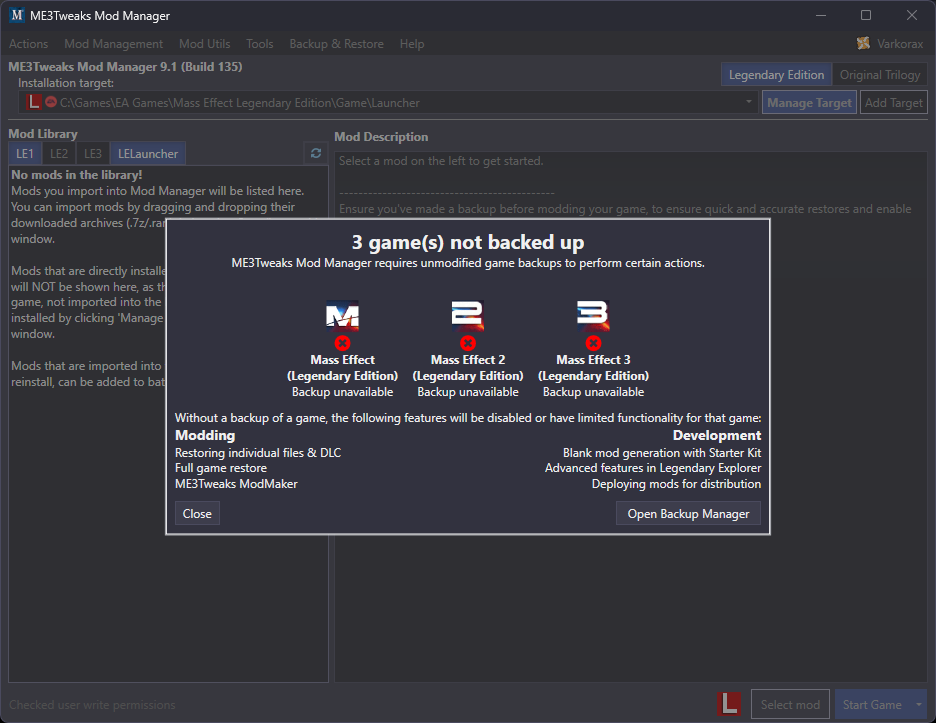 ME3Tweaks Mod Manager
Actions Mod Management Mod Utils Tools Backup & Restore Help Varkorax
ME3Tweaks Mod Manager 9.1 (Build 135)
Legendary Edition Original Trilogy
Installation target:
L C:\Games\EA Games\Mass Effect Legendary Edition\Game\Launcher
Manage Target Add Target
Mod Library
LE1 LE2 LE3 LELauncher
No mods in the library!
Mods you import into Mod Manager will be listed here.
You can import mods by dragging and dropping their
downloaded archives (.7z/.rar
window.
Mods that are directly installe
will NOT be shown here, as th
game, not imported into the
installed by clicking 'Manage
window.
Mods that are imported into
reinstall, can be added to bat
Mod Description
Select a mod on the left to get started.
---------------------------------------------
Ensure you've made a backup before modding your game, to ensure quick and accurate restores and enable
3 game(s) not backed up
ME3Tweaks Mod Manager requires unmodified game backups to perform certain actions.
M 2 3
Mass Effect
(Legendary Edition)
Backup unavailable
Mass Effect 2
(Legendary Edition)
Backup unavailable
Mass Effect 3
(Legendary Edition)
Backup unavailable
Without a backup of a game, the following features will be disabled or have limited functionality for that game:
Modding
Restoring individual files & DLC
Full game restore
ME3Tweaks ModMaker
Development
Blank mod generation with Starter Kit
Advanced features in Legendary Explorer
Deploying mods for distribution
Close
Open Backup Manager
Checked user write permissions
L
Select mod
Start Game